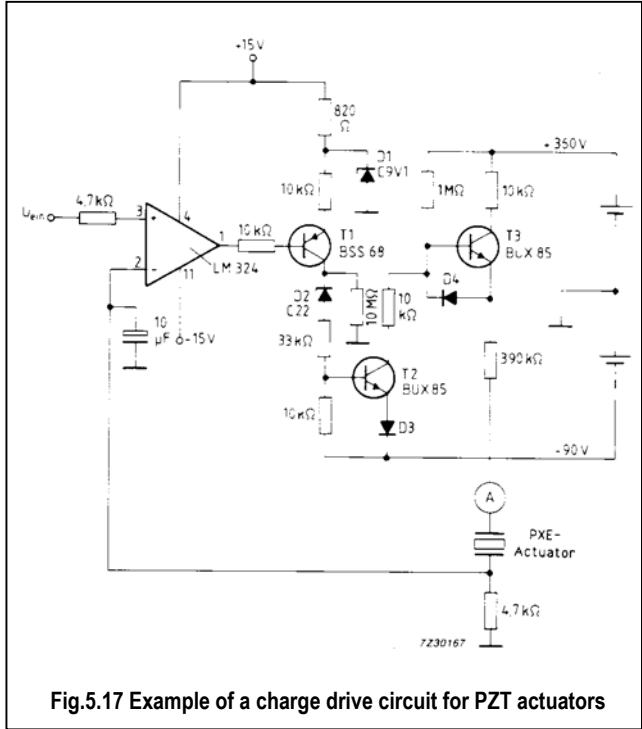 +15V
820
Ω
D1
C9V1
+350V
10kΩ
1MΩ
10kΩ
4,7kΩ
Uein
3
+
4
1
10kΩ
T1
BSS 68
T3
BUX 85
2
-
11
LM 324
D4
D2
C22
10MΩ
10
kΩ
10
μF
-15V
33kΩ
390kΩ
T2
BUX85
10kΩ
D3
-90V
A
PXE-
Actuator
4,7kΩ
7Z30167
Fig.5.17 Example of a charge drive circuit for PZT actuators